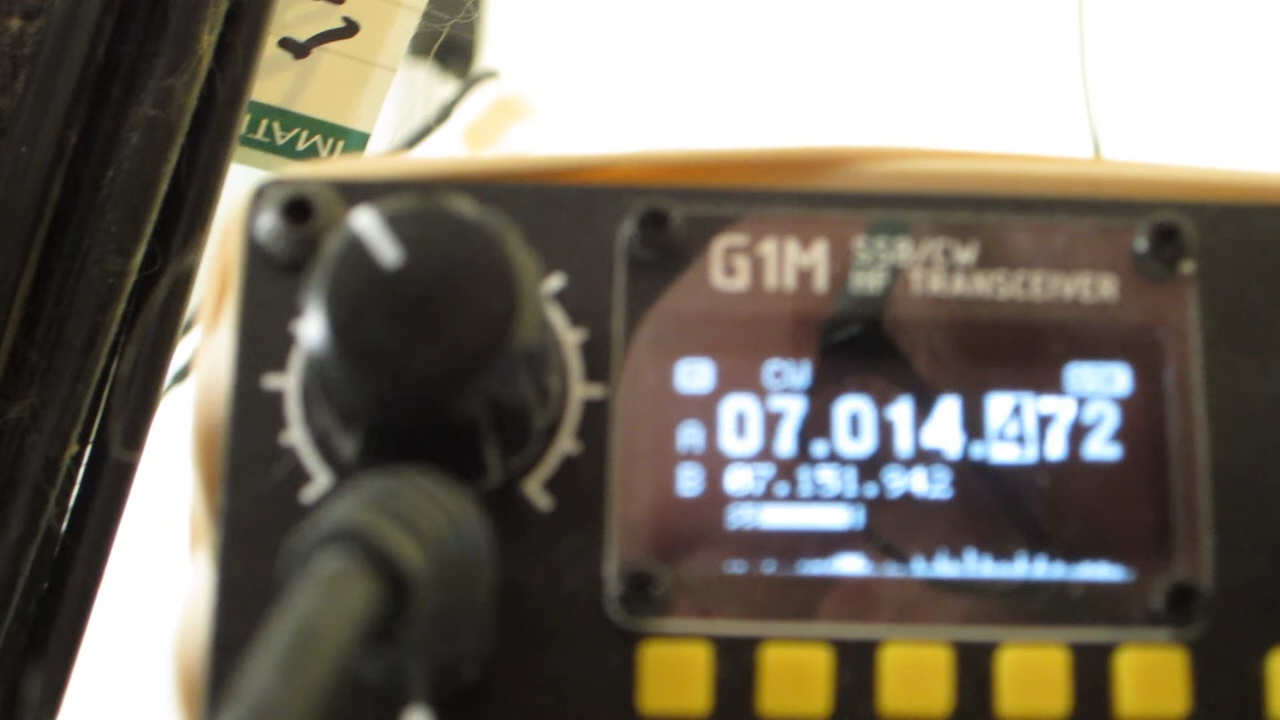 G1M SSB/CW
HF TRANSCEIVER
CW
A 07.014.472
B 07.151.942